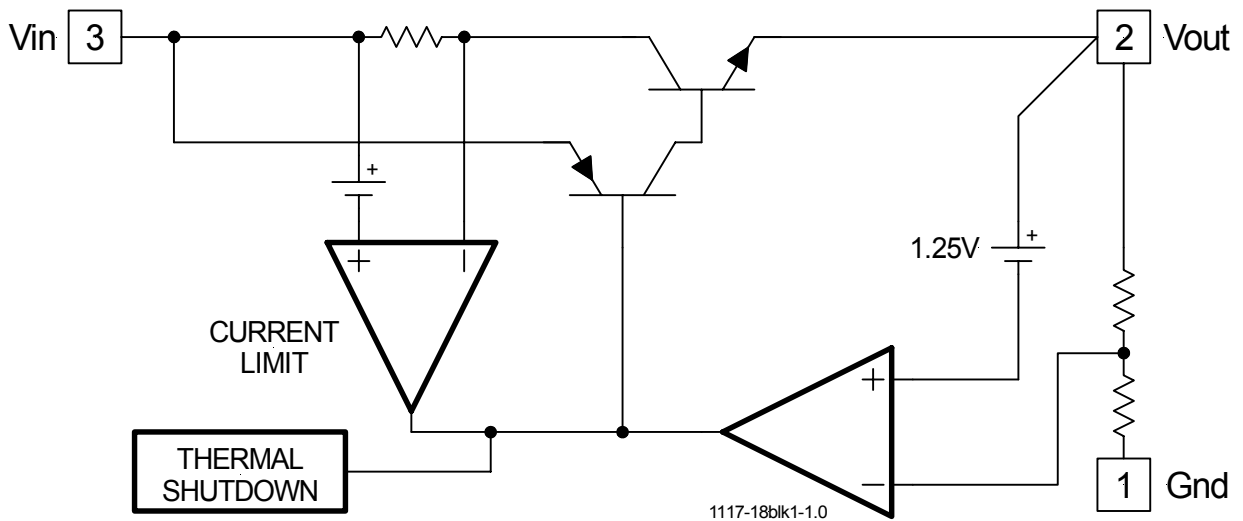 Vin 3
2 Vout
+
+
1.25V
+ −
CURRENT
LIMIT
+
−
THERMAL
SHUTDOWN
1 Gnd
1117-18blk1-1.0